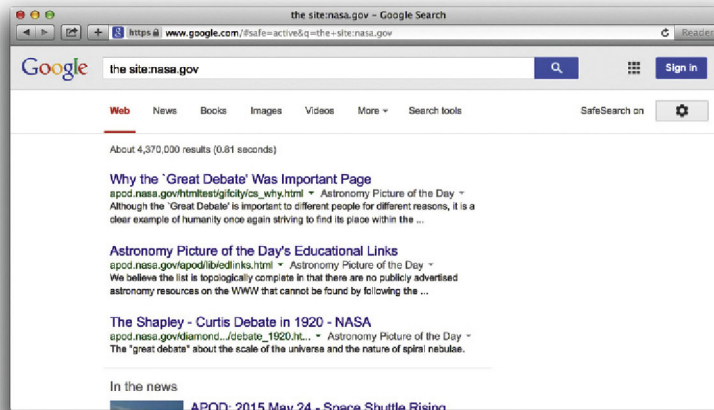 the site:nasa.gov – Google Search
https www.google.com/#safe=active&q=the+site:nasa.gov Reader
Google the site:nasa.gov Sign in
Web News Books Images Videos More Search tools SafeSearch on
About 4,370,000 results (0.81 seconds)
Why the `Great Debate' Was Important Page
apod.nasa.gov/htmltest/gifcity/cs_why.html Astronomy Picture of the Day
Although the `Great Debate' is important to different people for different reasons, it is a
clear example of humanity once again striving to find its place within the ...
Astronomy Picture of the Day's Educational Links
apod.nasa.gov/apod/lib/edlinks.html Astronomy Picture of the Day
We believe the list is topologically complete in that there are no publicly advertised
astronomy resources on the WWW that cannot be found by following the ...
The Shapley - Curtis Debate in 1920 - NASA
apod.nasa.gov/diamond.../debate_1920.ht... Astronomy Picture of the Day
The "great debate" about the scale of the universe and the nature of spiral nebulae.
In the news
APOD: 2015 May 24 - Space Shuttle Rising